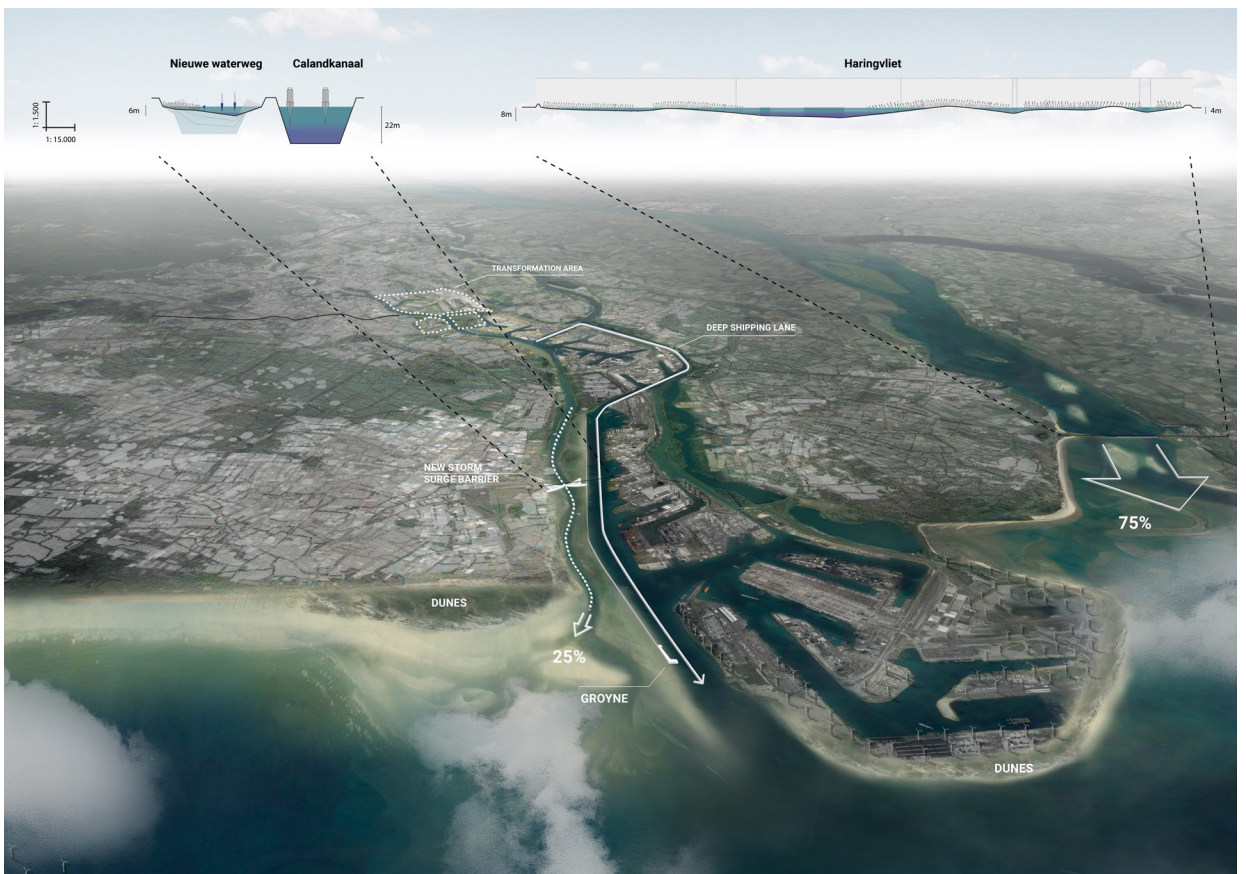 Nieuwe waterweg
Calandkanaal
Haringvliet
1: 1.500
1: 15.000
6m
22m
8m
4m
TRANSFORMATION AREA
DEEP SHIPPING LANE
NEW STORM
SURGE BARRIER
75%
DUNES
25%
GROYNE
DUNES